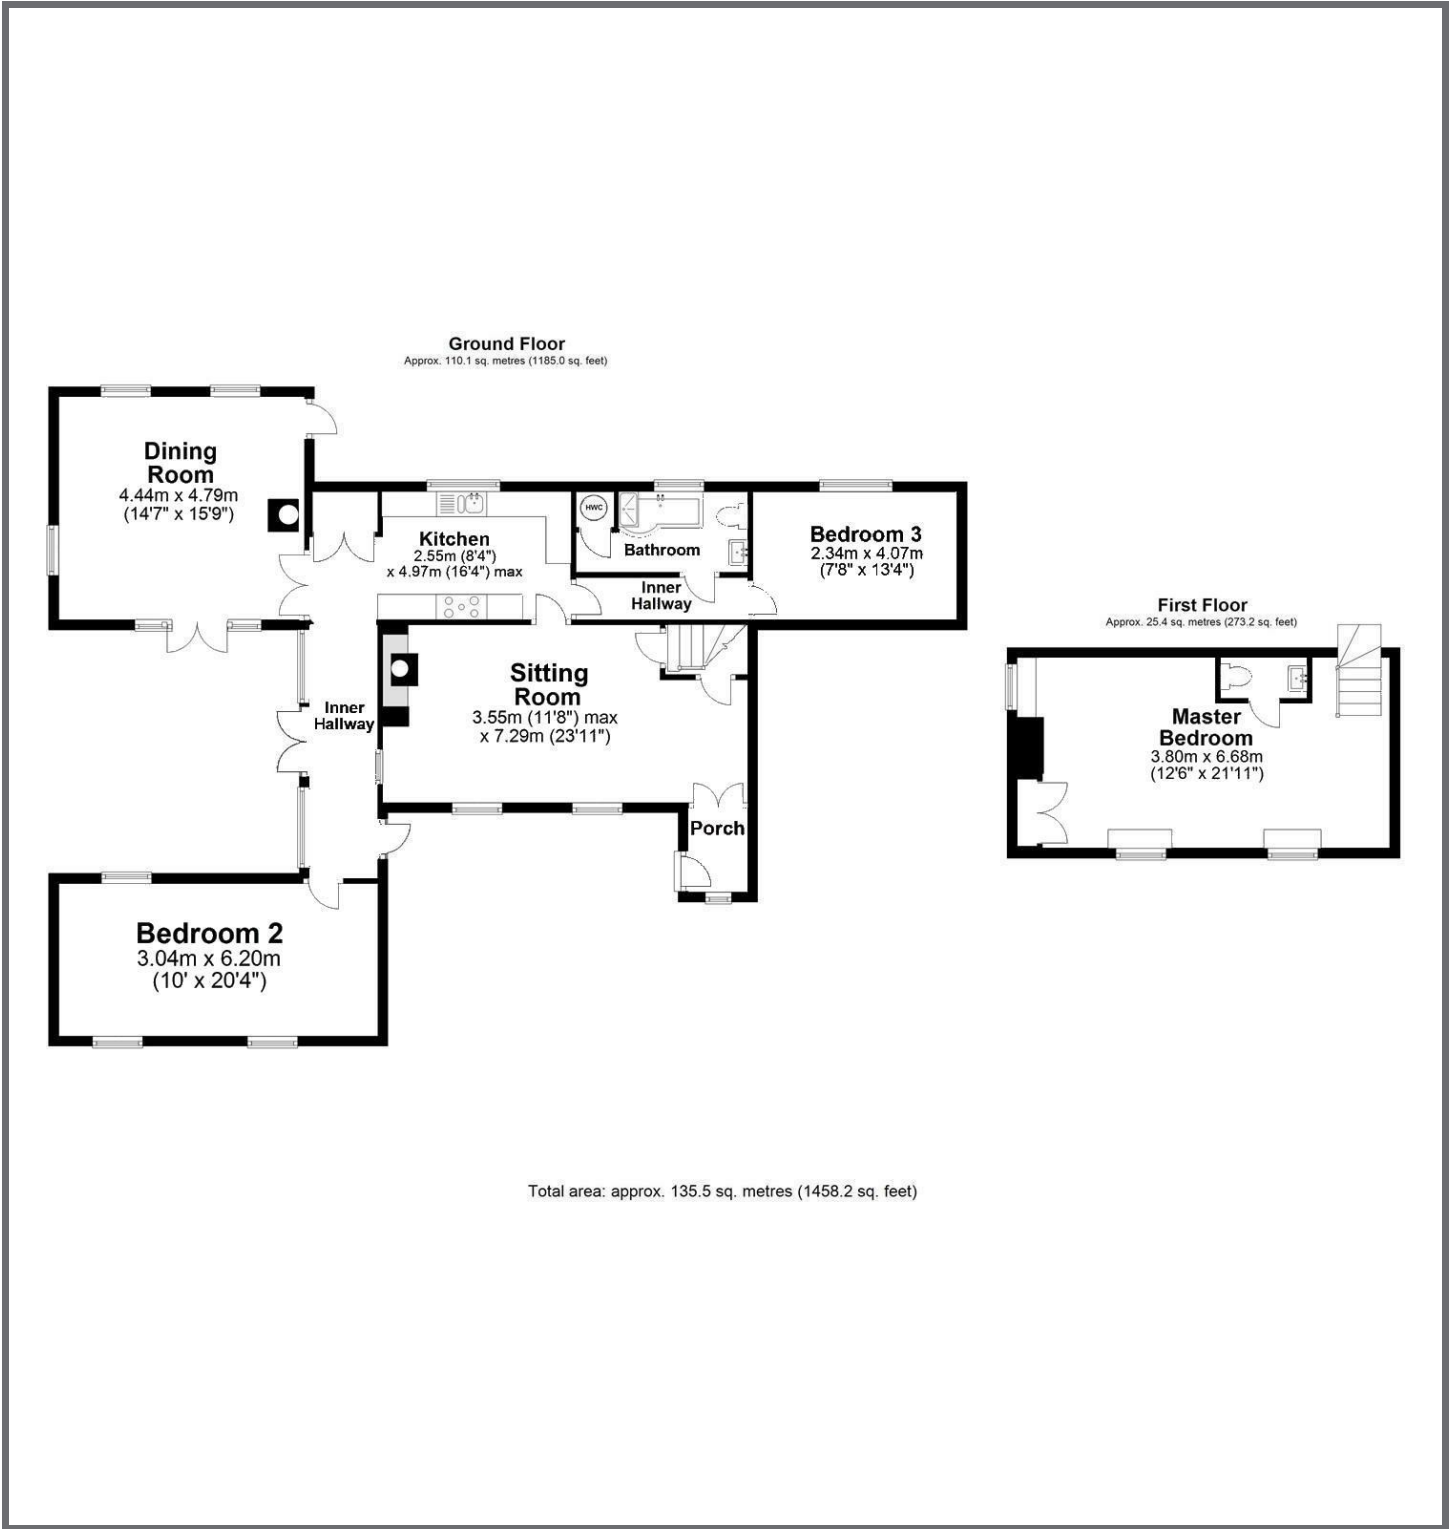 Ground Floor
Approx. 110.1 sq. metres (1185.0 sq. feet)
Dining
Room
4.44m x 4.79m
(14'7" x 15'9")
Kitchen
2.55m (8'4")
x 4.97m (16'4") max
HWC
Bathroom
Inner
Hallway
Bedroom 3
2.34m x 4.07m
(7'8" x 13'4")
Sitting
Room
3.55m (11'8") max
x 7.29m (23'11")
Inner
Hallway
Porch
Bedroom 2
3.04m x 6.20m
(10' x 20'4")
First Floor
Approx. 25.4 sq. metres (273.2 sq. feet)
Master
Bedroom
3.80m x 6.68m
(12'6" x 21'11")
Total area: approx. 135.5 sq. metres (1458.2 sq. feet)